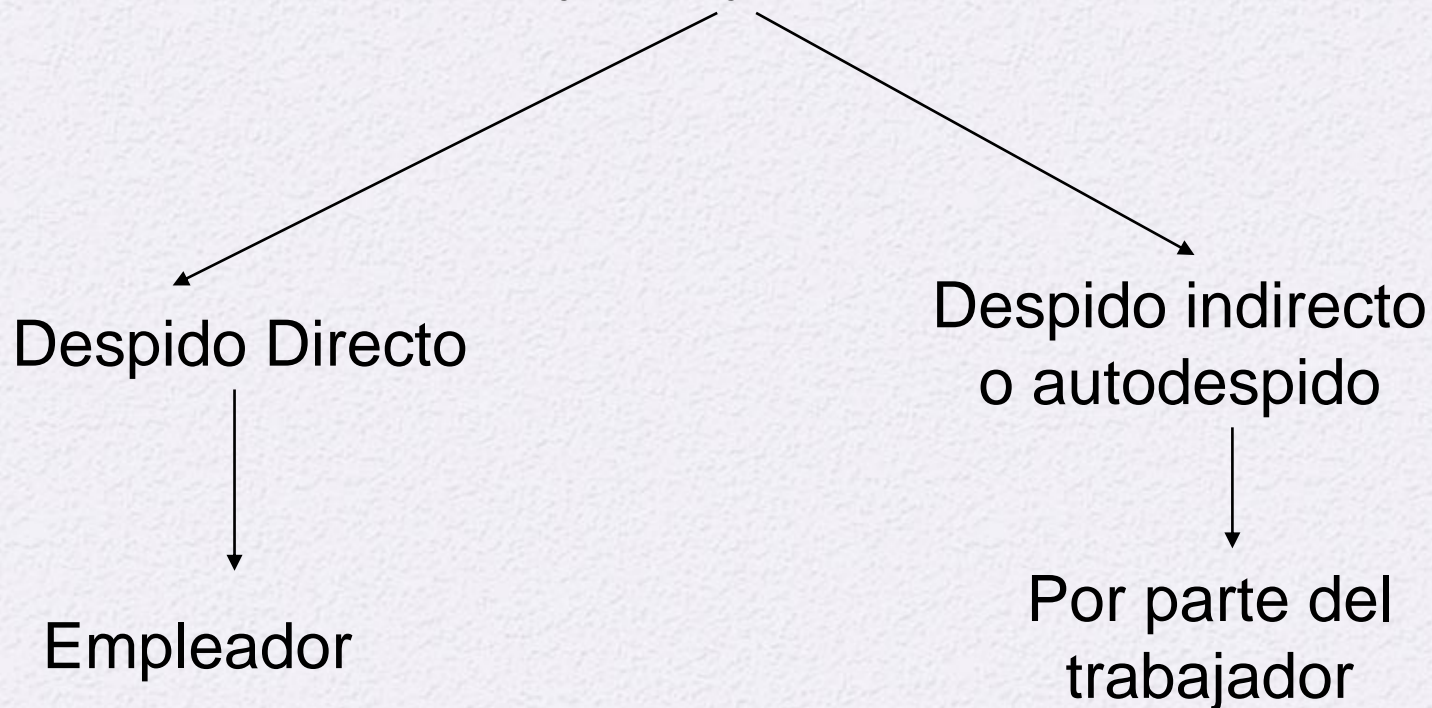 Despido Directo
Empleador
Despido indirecto
o autodespido
Por parte del
trabajador